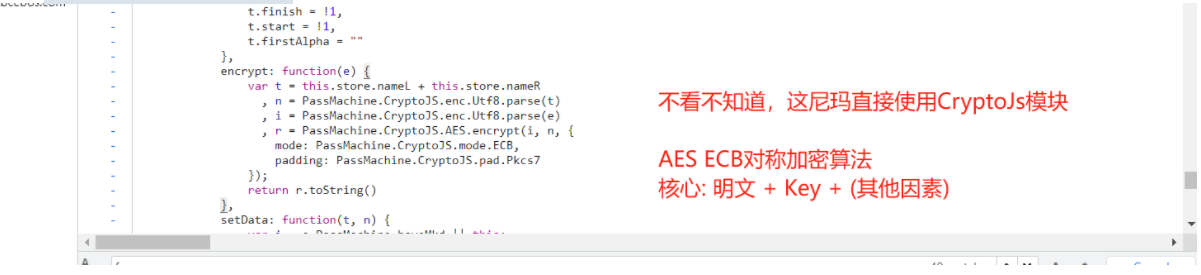 t.finish = !1,
t.start = !1,
t.firstAlpha = ""
},
encrypt: function(e) {
var t = this.store.nameL + this.store.nameR
, n = PassMachine.CryptoJS.enc.Utf8.parse(t)
, i = PassMachine.CryptoJS.enc.Utf8.parse(e)
, r = PassMachine.CryptoJS.AES.encrypt(i, n, {
mode: PassMachine.CryptoJS.mode.ECB,
padding: PassMachine.CryptoJS.pad.Pkcs7
});
return r.toString()
},
setData: function(t, n) {
不看不知道，这尼玛直接使用CryptoJs模块
AES ECB对称加密算法
核心: 明文 + Key + (其他因素)